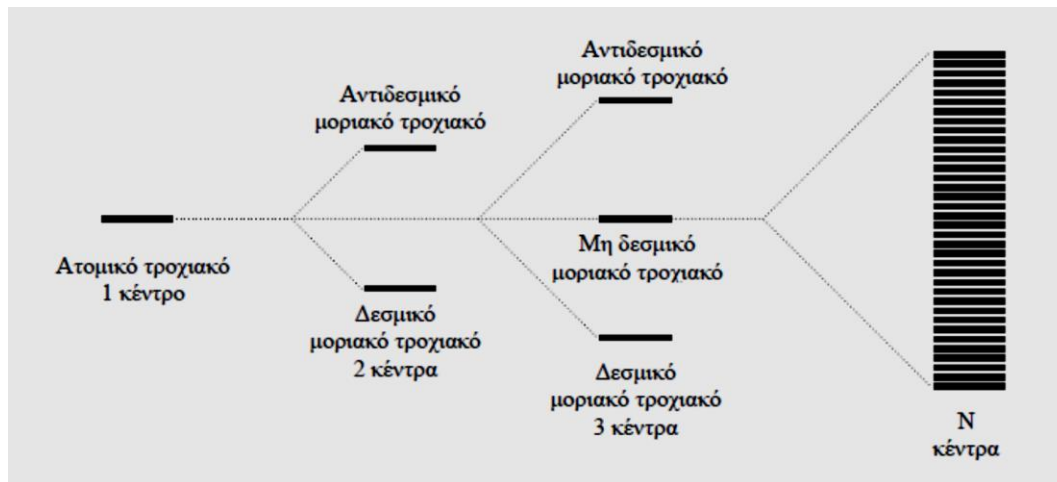 Ατομικό τροχιακό
1 κέντρο
Αντιδεσμικό
μοριακό τροχιακό
Δεσμικό
μοριακό τροχιακό
2 κέντρα
Αντιδεσμικό
μοριακό τροχιακό
Μη δεσμικό
μοριακό τροχιακό
Δεσμικό
μοριακό τροχιακό
3 κέντρα
Ν
κέντρα